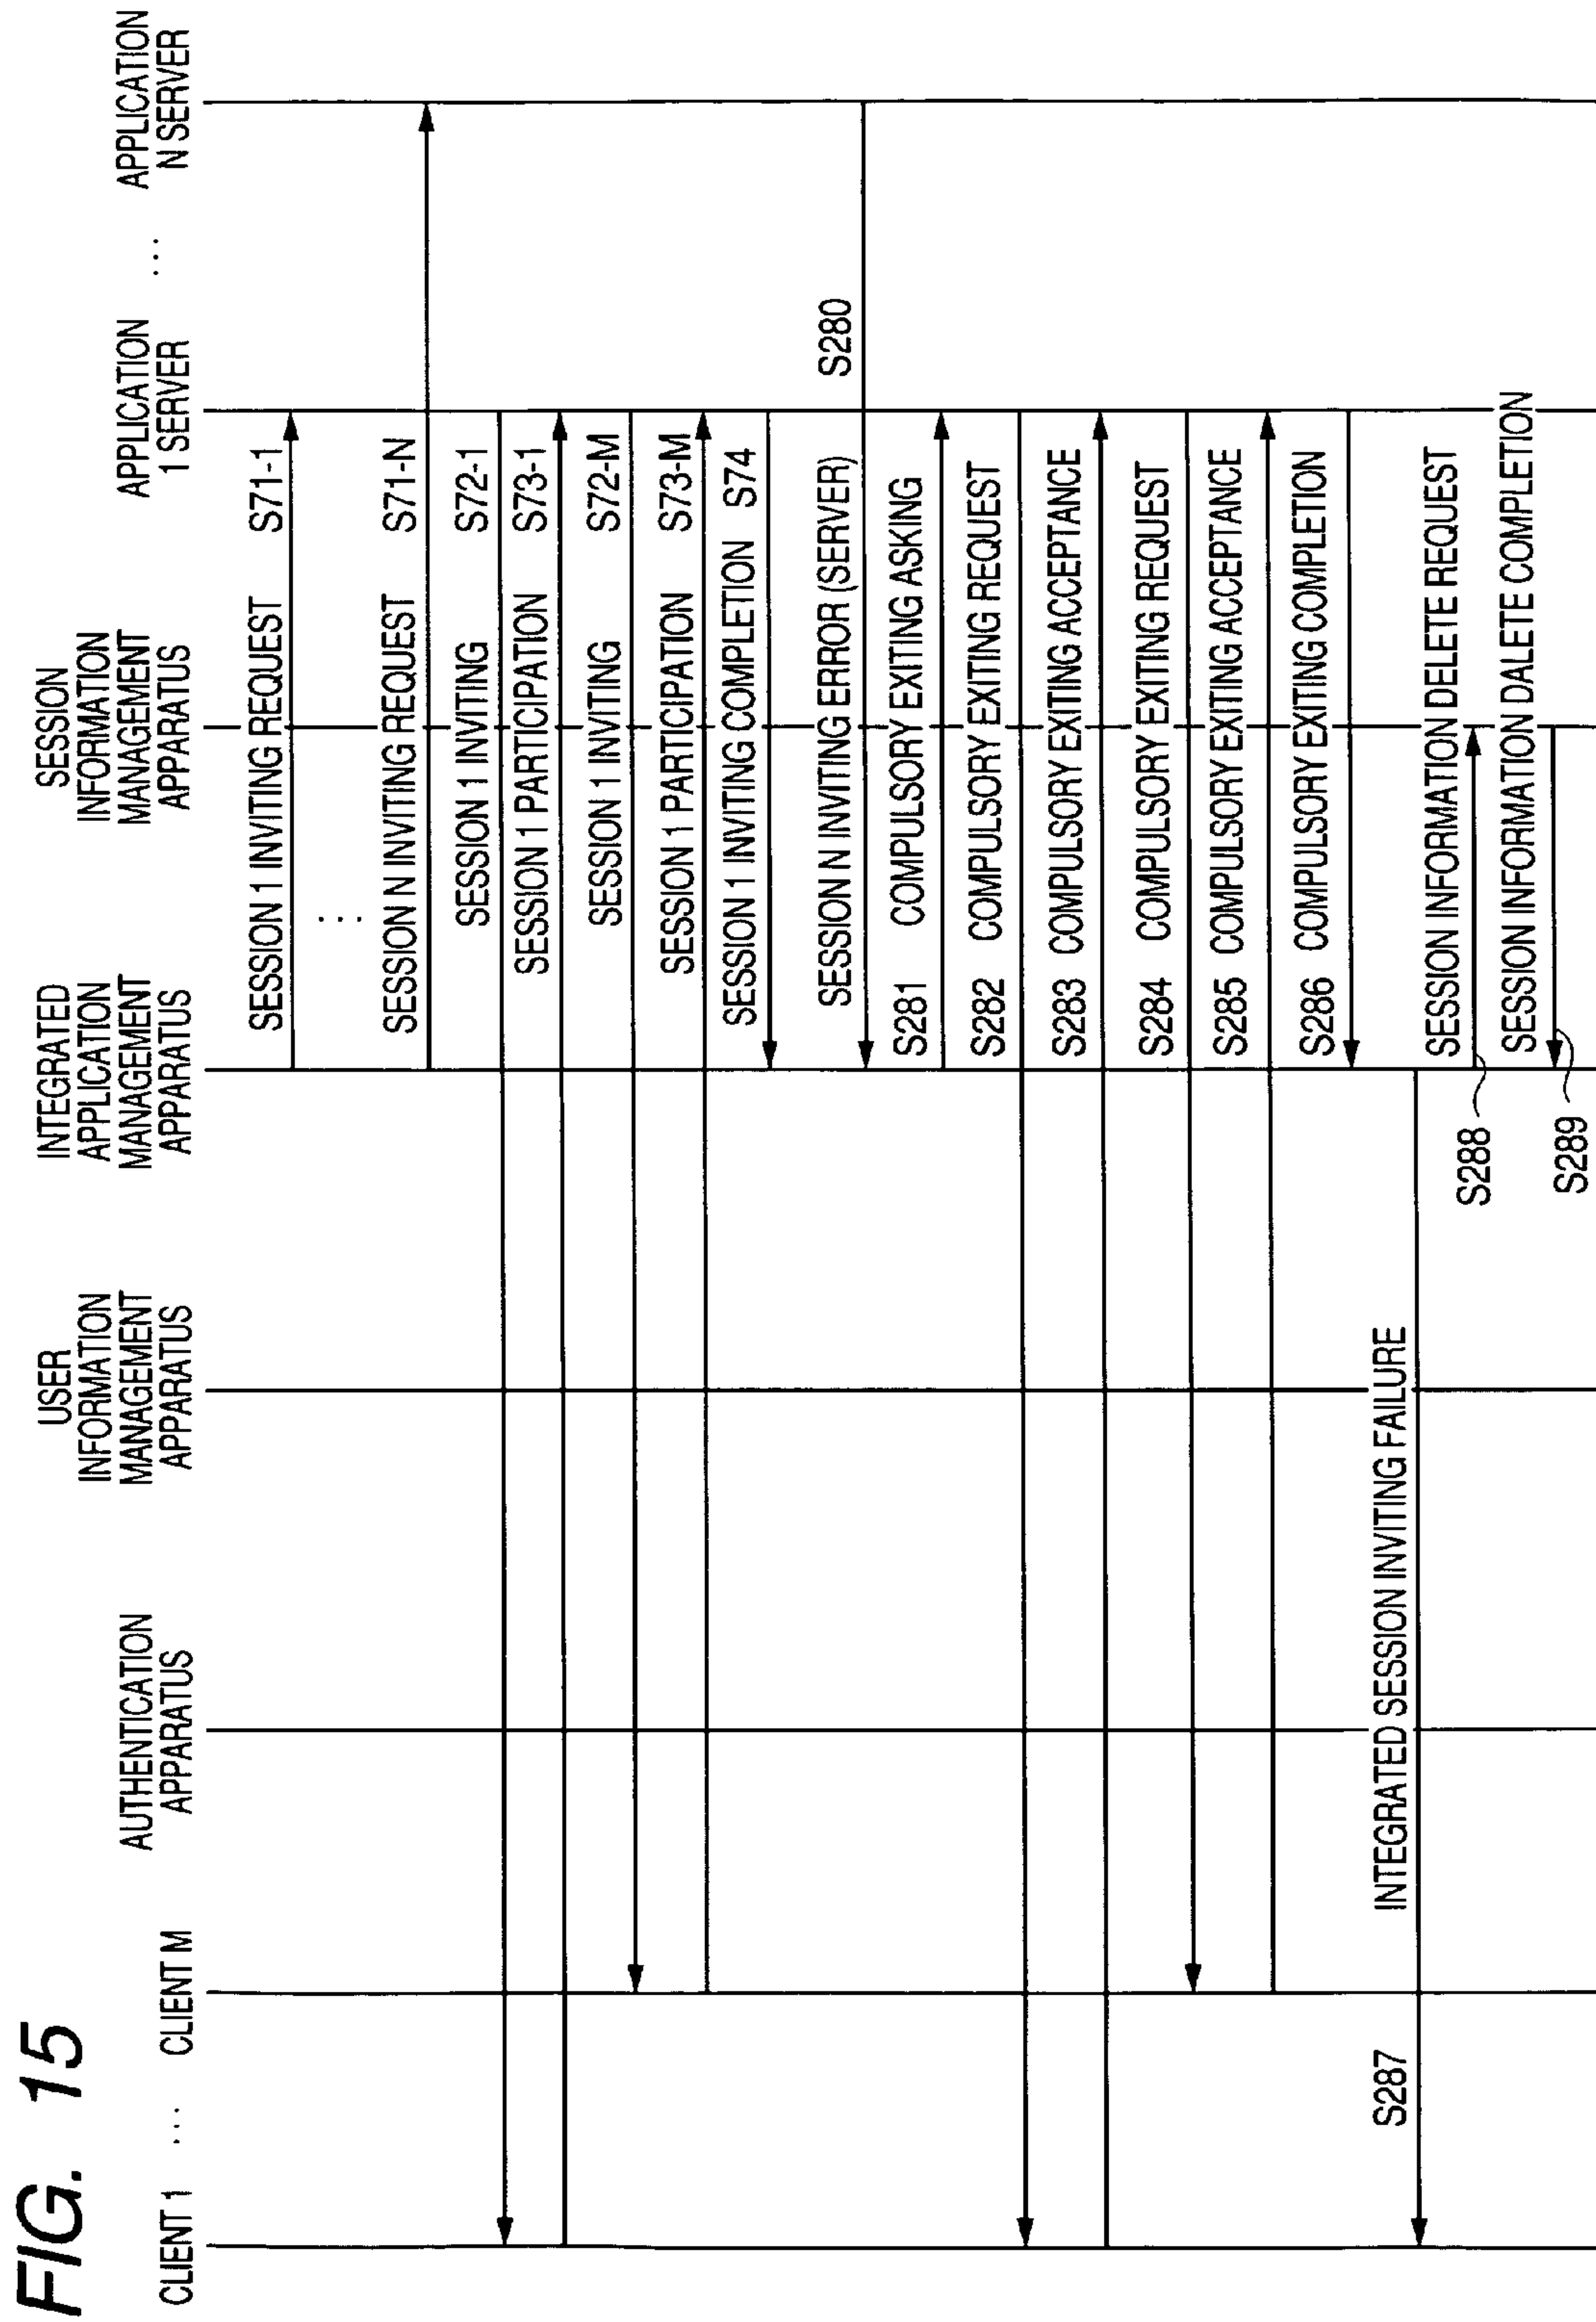 FIG. 15
CLIENT 1
...
CLIENT M
AUTHENTICATION
APPARATUS
USER
INFORMATION
MANAGEMENT
APPARATUS
INTEGRATED
APPLICATION
MANAGEMENT
APPARATUS
SESSION
INFORMATION
MANAGEMENT
APPARATUS
APPLICATION
1 SERVER
...
APPLICATION
N SERVER
SESSION 1 INVITING REQUEST S71-1
...
SESSION N INVITING REQUEST S71-N
SESSION 1 INVITING S72-1
SESSION 1 PARTICIPATION S73-1
SESSION 1 INVITING S72-M
SESSION 1 PARTICIPATION S73-M
SESSION 1 INVITING COMPLETION S74
SESSION N INVITING ERROR (SERVER) S280
S281 COMPULSORY EXITING ASKING
S282 COMPULSORY EXITING REQUEST
S283 COMPULSORY EXITING ACCEPTANCE
S284 COMPULSORY EXITING REQUEST
S285 COMPULSORY EXITING ACCEPTANCE
S286 COMPULSORY EXITING COMPLETION
S287 INTEGRATED SESSION INVITING FAILURE
SESSION INFORMATION DELETE REQUEST
S288
SESSION INFORMATION DALETE COMPLETION
S289